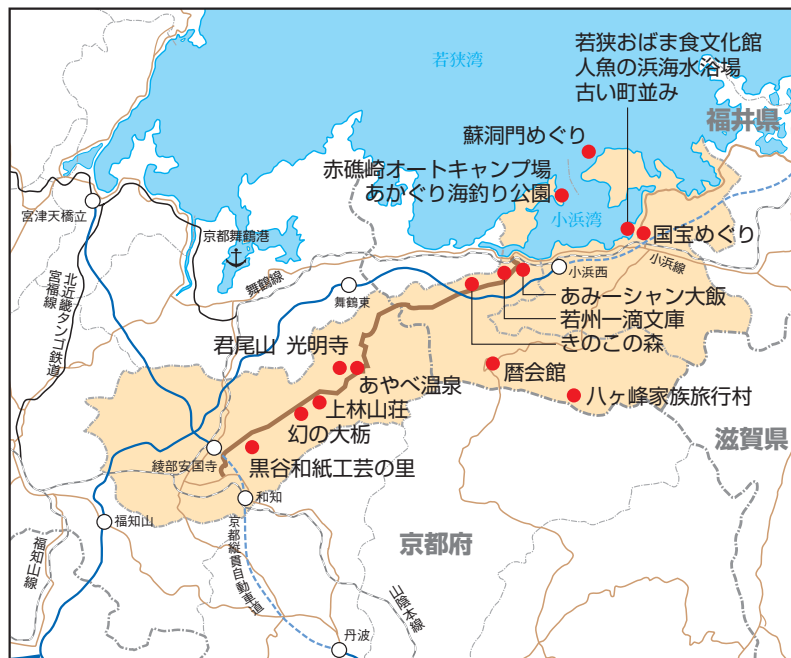 若狭おばま食文化館
人魚の浜海水浴場
古い町並み
若狭湾
福井県
蘇洞門めぐり
赤礁崎オートキャンプ場
あかぐり海釣り公園
小浜湾
宮津天橋立
京都舞鶴港
国宝めぐり
小浜西
小浜線
舞鶴線
舞鶴東
北近畿タンゴ鉄道
宮福線
あみーシャン大飯
若州一滴文庫
きのこの森
君尾山 光明寺
あやべ温泉
暦会館
上林山荘
八ヶ峰家族旅行村
幻の大栃
滋賀県
綾部安国寺
黒谷和紙工芸の里
和知
福知山
京都府
福知山線
京都縦貫自動車道
山陰本線
丹波